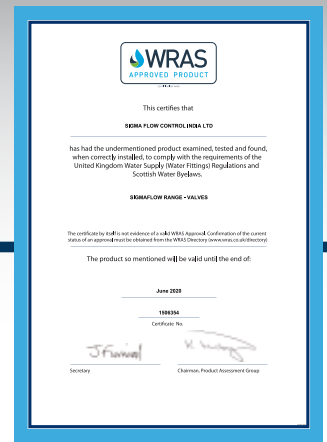 WRAS
APPROVED PRODUCT
This certifies that
SIGMA FLOW CONTROL INDIA LTD
has had the undermentioned product examined, tested and found,
when correctly installed, to comply with the requirements of the
United Kingdom Water Supply (Water Fittings) Regulations and
Scottish Water Byelaws.
SIGMAFLOW RANGE - VALVES
The certificate by itself is not evidence of a valid WRAS Approval. Confirmation of the current
status of an approval must be obtained from the WRAS Directory (www.wras.co.uk/directory)
The product so mentioned will be valid until the end of:
June 2020
1506354
Certificate No.
Secretary
Chairman, Product Assessment Group